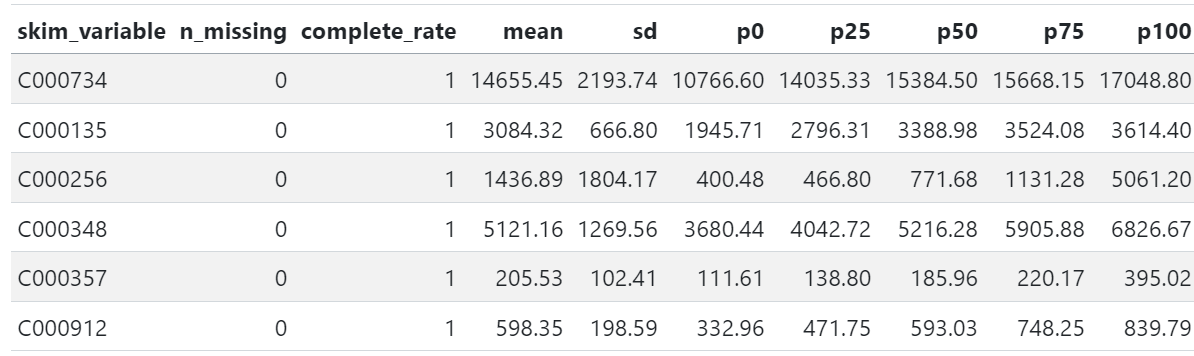 skim_variable n_missing complete_rate mean sd p0 p25 p50 p75 p100
C000734 0 1 14655.45 2193.74 10766.60 14035.33 15384.50 15668.15 17048.80
C000135 0 1 3084.32 666.80 1945.71 2796.31 3388.98 3524.08 3614.40
C000256 0 1 1436.89 1804.17 400.48 466.80 771.68 1131.28 5061.20
C000348 0 1 5121.16 1269.56 3680.44 4042.72 5216.28 5905.88 6826.67
C000357 0 1 205.53 102.41 111.61 138.80 185.96 220.17 395.02
C000912 0 1 598.35 198.59 332.96 471.75 593.03 748.25 839.79